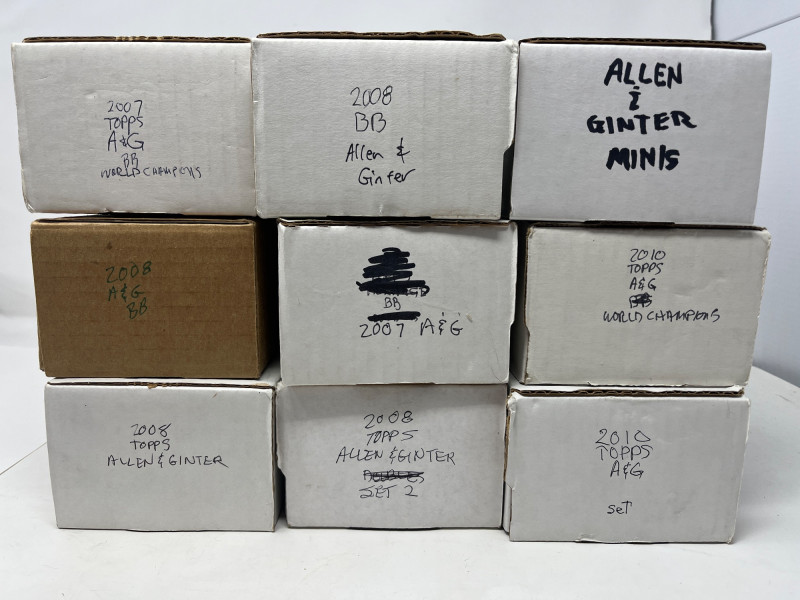 2007
TOPPS
A&G
BB
WORLD CHAMPIONS
2008
BB
Allen &
Ginter
ALLEN
&
GINTER
MINIS
2008
A&G
BB
BB
2007 A&G
2010
TOPPS
A&G
BB
WORLD CHAMPIONS
2008
TOPPS
ALLEN & GINTER
2008
TOPPS
ALLEN & GINTER
DOUBLES
SET 2
2010
TOPPS
A&G
set